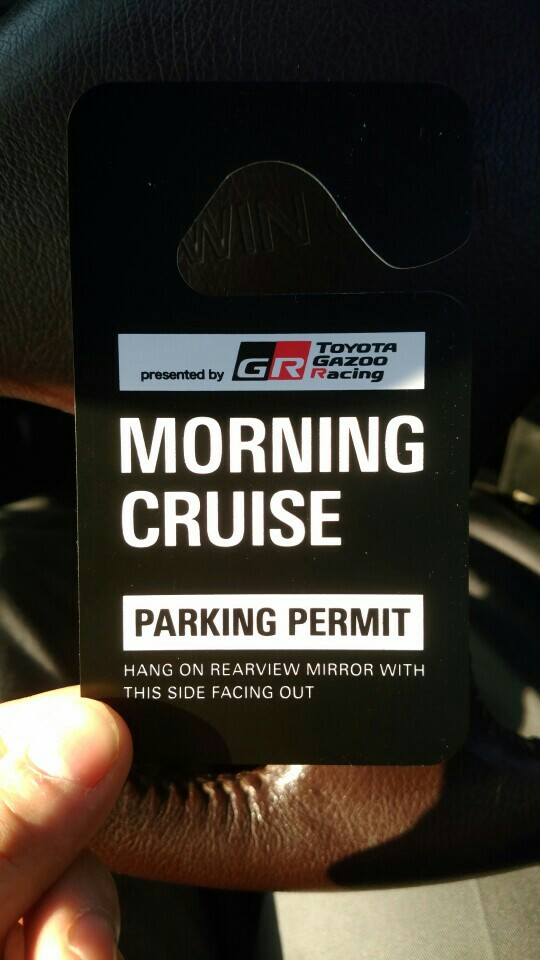 WIN
presented by GR TOYOTA
GAZOO
Racing
MORNING
CRUISE
PARKING PERMIT
HANG ON REARVIEW MIRROR WITH
THIS SIDE FACING OUT